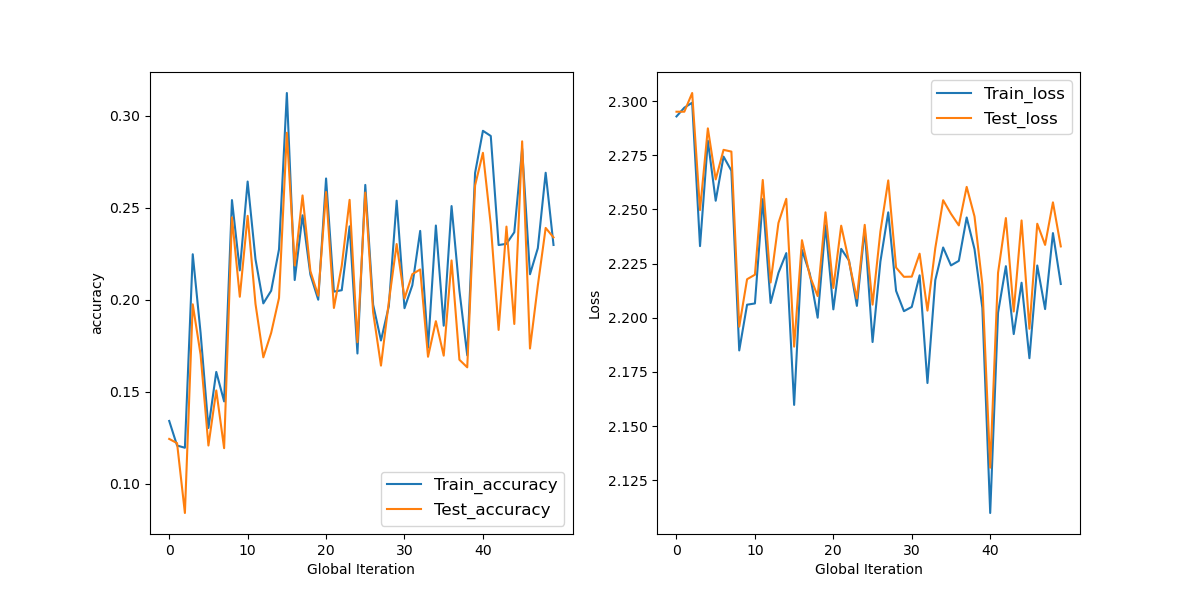 0.30
0.25
0.20
0.15
0.10
accuracy
0
10
20
30
40
Global Iteration
Train_accuracy
Test_accuracy
2.300
2.275
2.250
2.225
2.200
2.175
2.150
2.125
Loss
0
10
20
30
40
Global Iteration
Train_loss
Test_loss